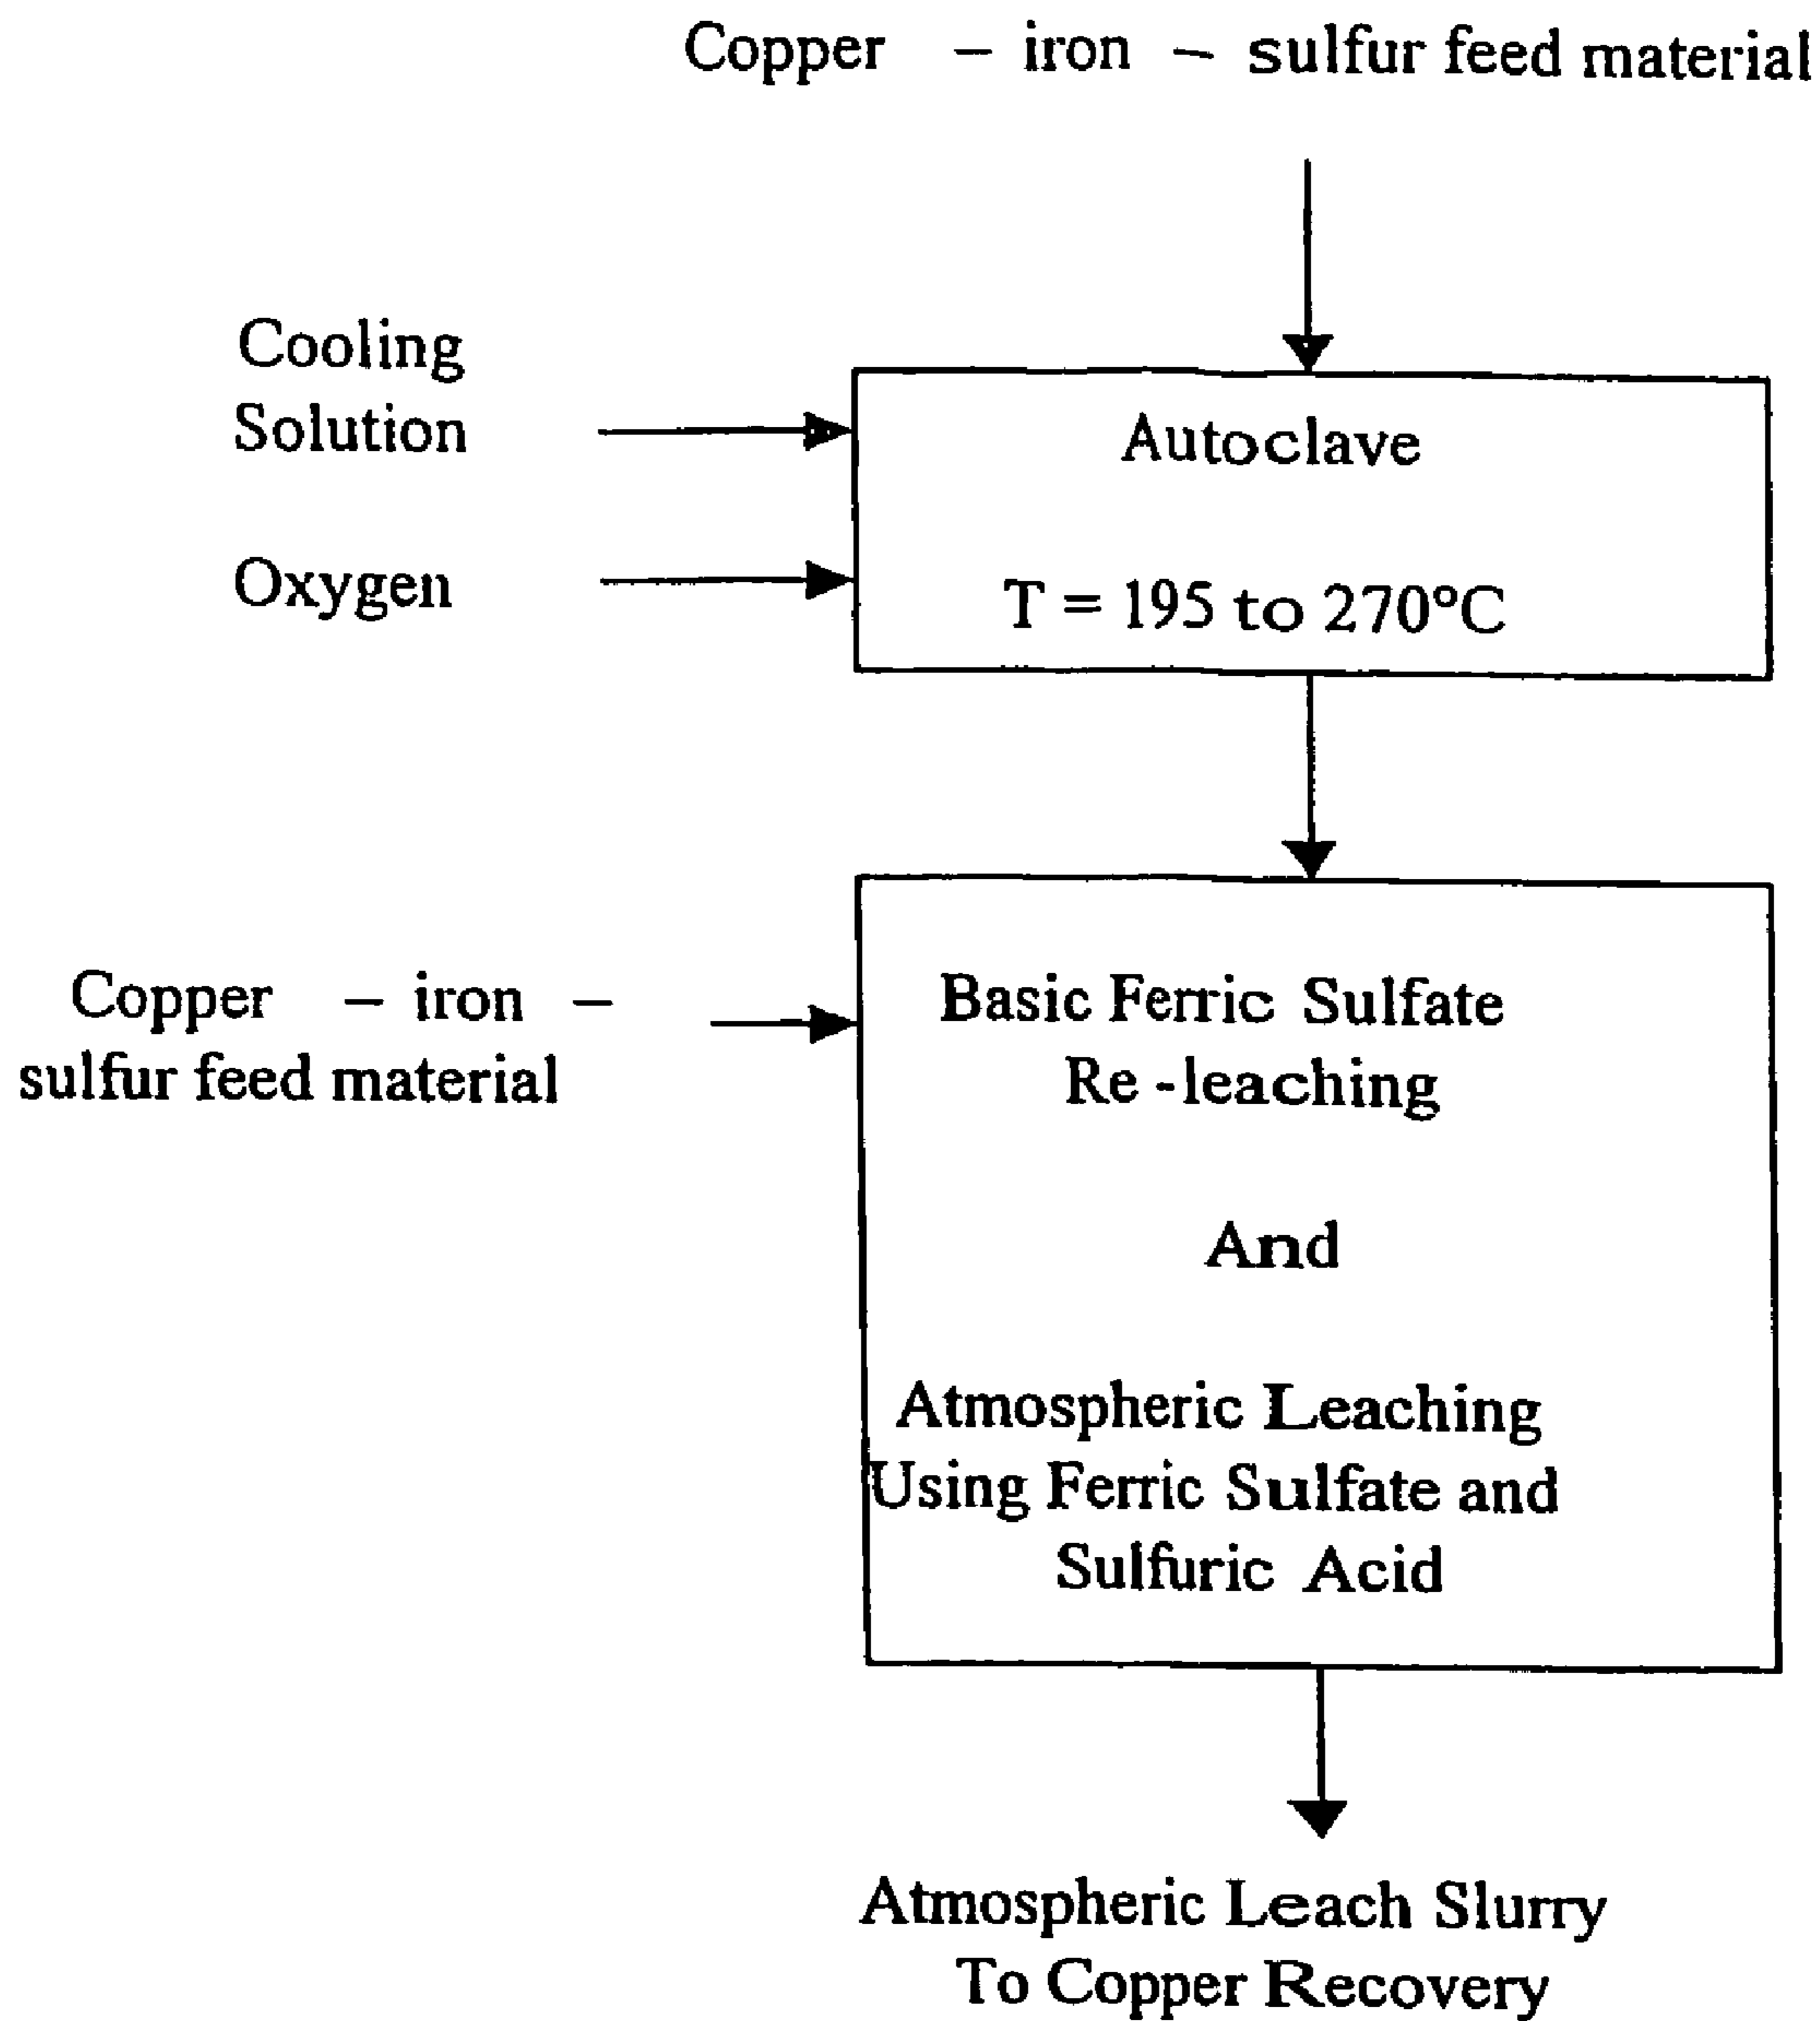 Copper – iron – sulfur feed material
Cooling
Solution
Autoclave
Oxygen
T = 195 to 270°C
Copper – iron –
sulfur feed material
Basic Ferric Sulfate
Re-leaching
And
Atmospheric Leaching
Using Ferric Sulfate and
Sulfuric Acid
Atmospheric Leach Slurry
To Copper Recovery